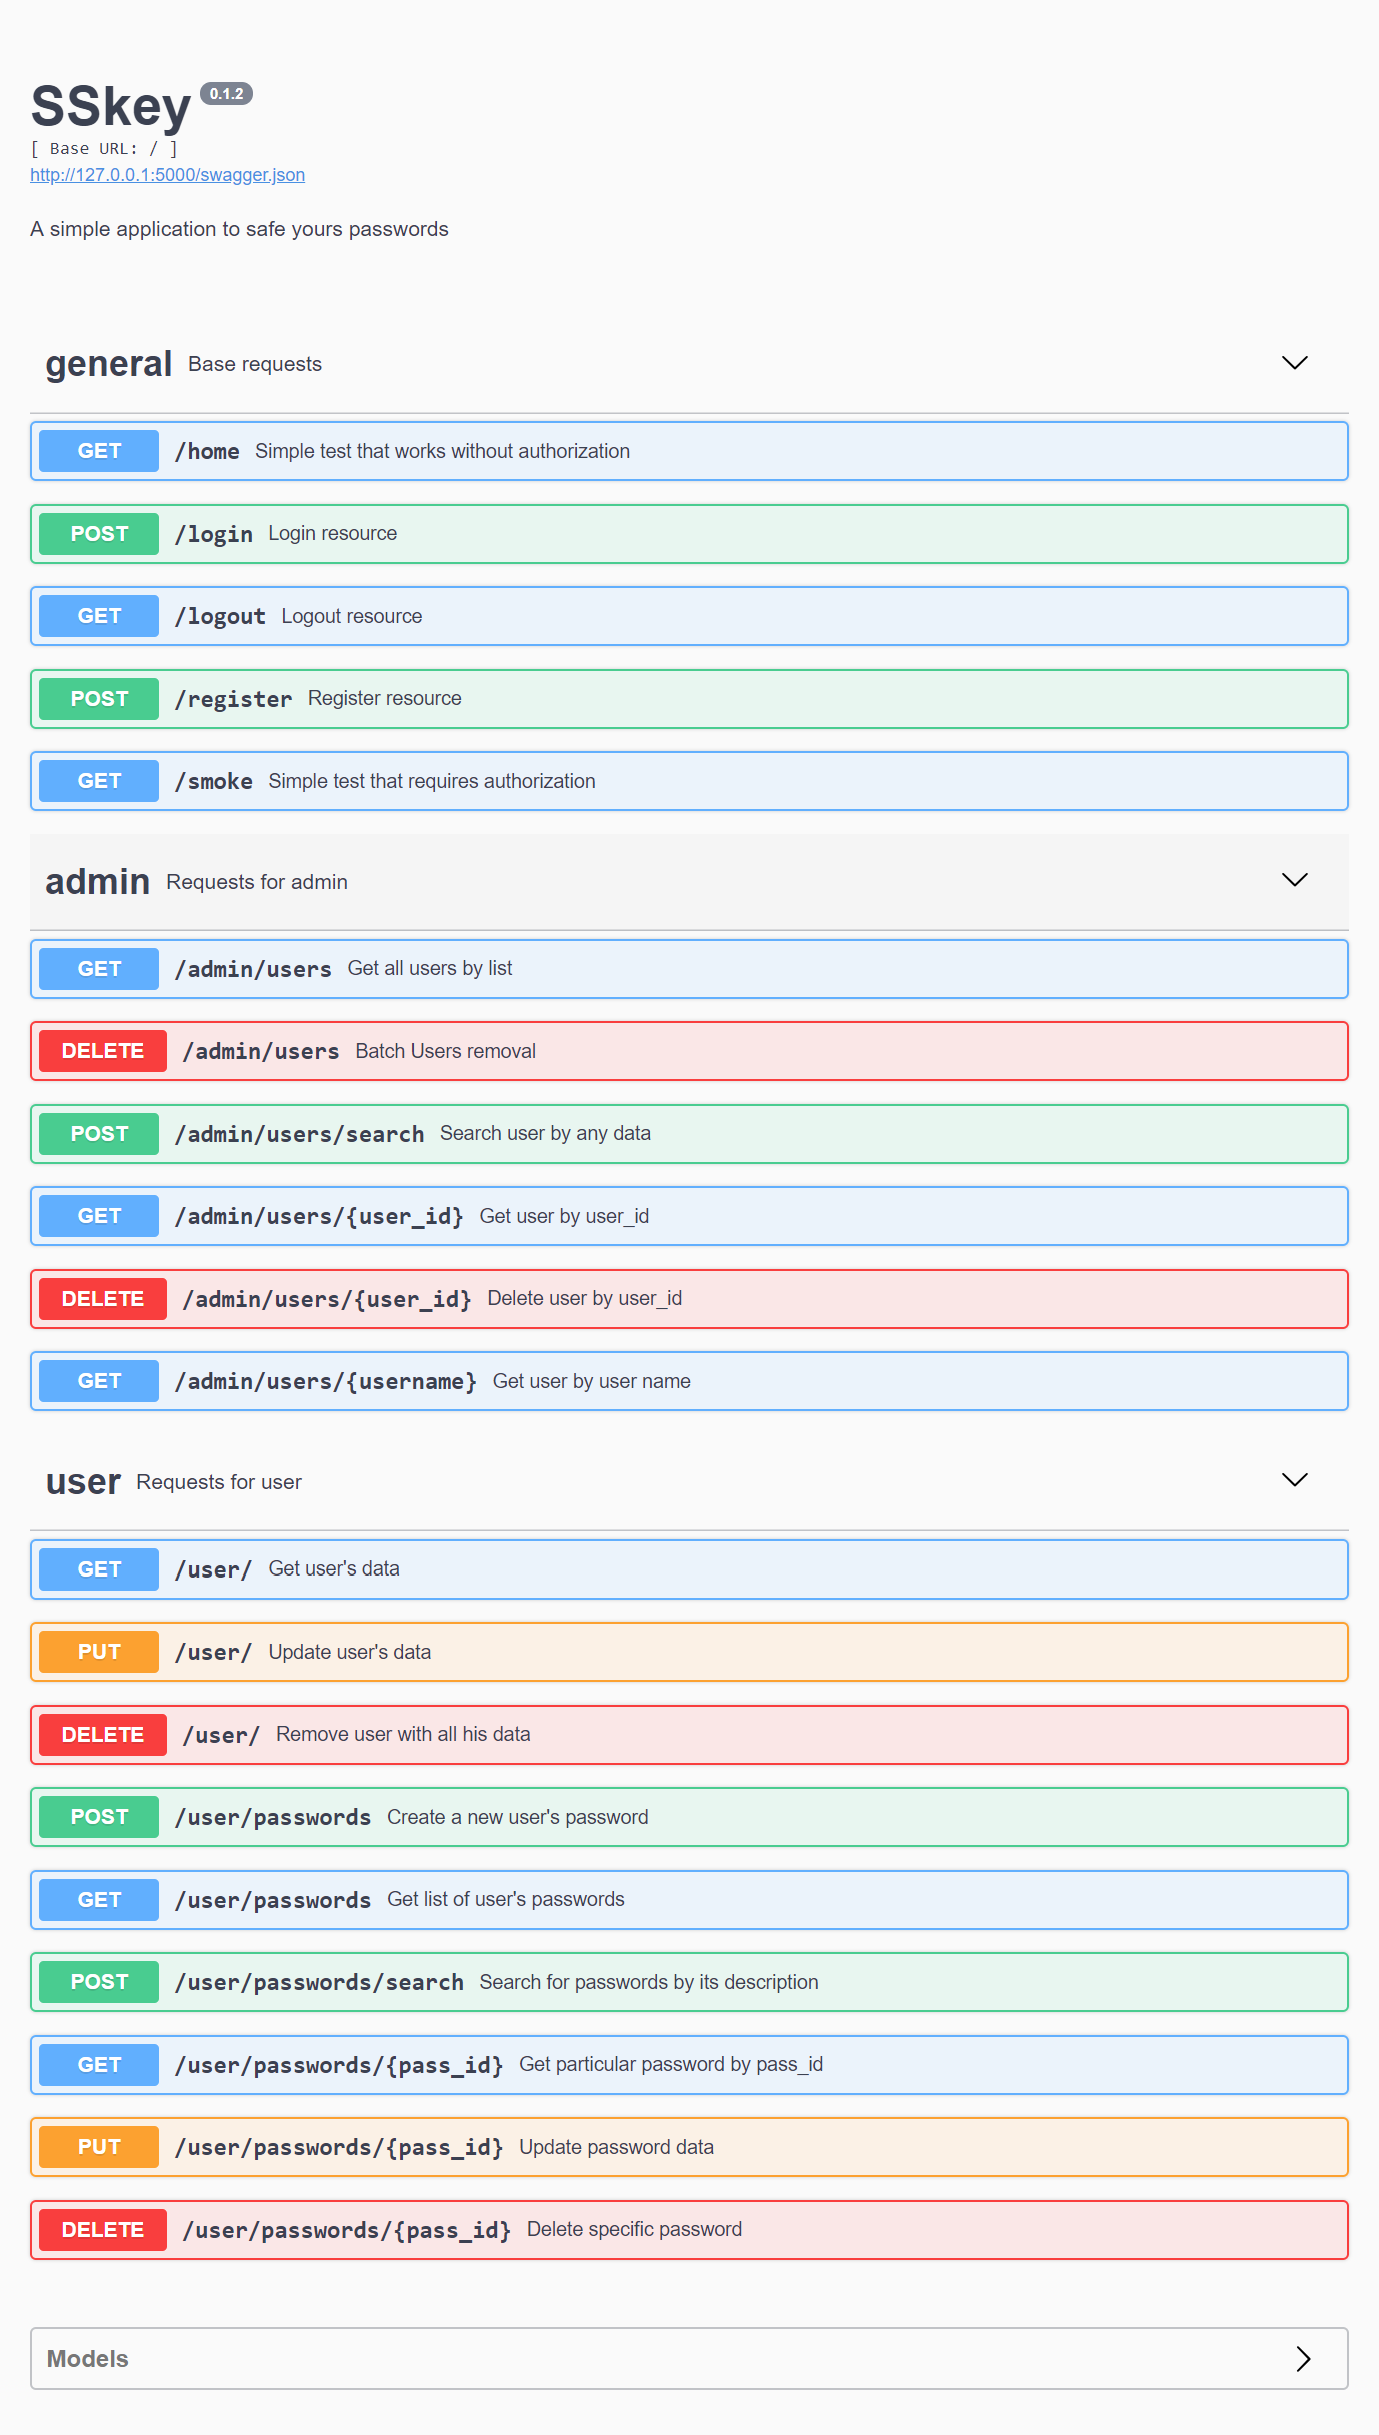 SSkey 0.1.2
[ Base URL: / ]
http://127.0.0.1:5000/swagger.json
A simple application to safe yours passwords
general Base requests
GET /home Simple test that works without authorization
POST /login Login resource
GET /logout Logout resource
POST /register Register resource
GET /smoke Simple test that requires authorization
admin Requests for admin
GET /admin/users Get all users by list
DELETE /admin/users Batch Users removal
POST /admin/users/search Search user by any data
GET /admin/users/{user_id} Get user by user_id
DELETE /admin/users/{user_id} Delete user by user_id
GET /admin/users/{username} Get user by user name
user Requests for user
GET /user/ Get user's data
PUT /user/ Update user's data
DELETE /user/ Remove user with all his data
POST /user/passwords Create a new user's password
GET /user/passwords Get list of user's passwords
POST /user/passwords/search Search for passwords by its description
GET /user/passwords/{pass_id} Get particular password by pass_id
PUT /user/passwords/{pass_id} Update password data
DELETE /user/passwords/{pass_id} Delete specific password
Models